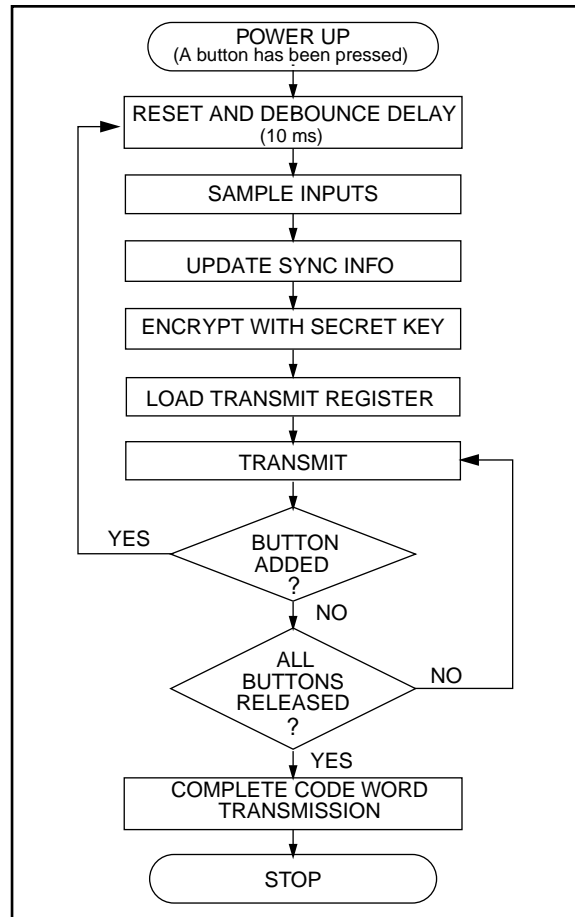 POWER UP
(A button has been pressed)
RESET AND DEBOUNCE DELAY
(10 ms)
SAMPLE INPUTS
UPDATE SYNC INFO
ENCRYPT WITH SECRET KEY
LOAD TRANSMIT REGISTER
TRANSMIT
YES
BUTTON
ADDED
?
NO
ALL
BUTTONS
RELEASED
?
NO
YES
COMPLETE CODE WORD
TRANSMISSION
STOP